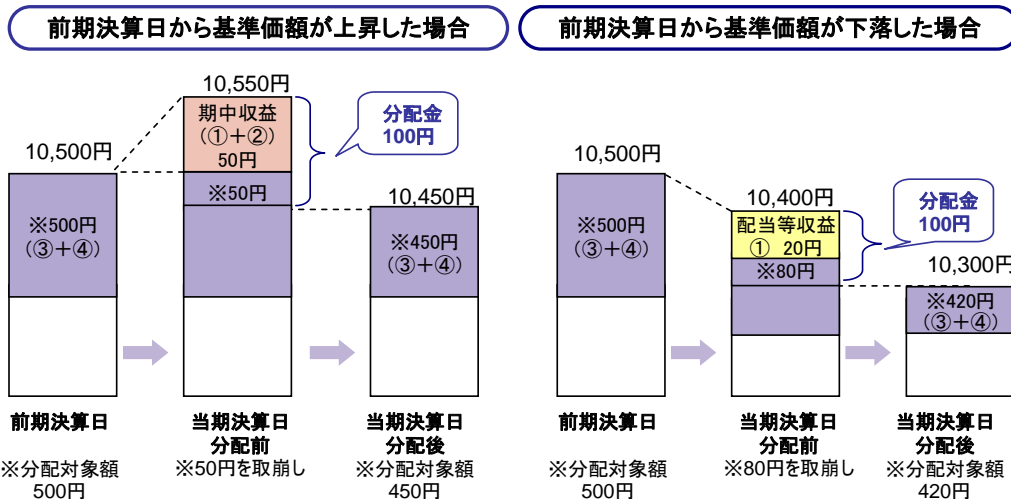 前期決算日から基準価額が上昇した場合
10,550円
期中収益
(①+②)
50円
分配金
100円
10,500円
※50円
※500円
(③+④)
10,450円
※450円
(③+④)
前期決算日
当期決算日
分配前
当期決算日
分配後
※分配対象額
500円
※50円を取崩し
※分配対象額
450円
前期決算日から基準価額が下落した場合
10,500円
※500円
(③+④)
10,400円
配当等収益
① 20円
※80円
分配金
100円
10,300円
※420円
(③+④)
前期決算日
当期決算日
分配前
当期決算日
分配後
※分配対象額
500円
※80円を取崩し
※分配対象額
420円